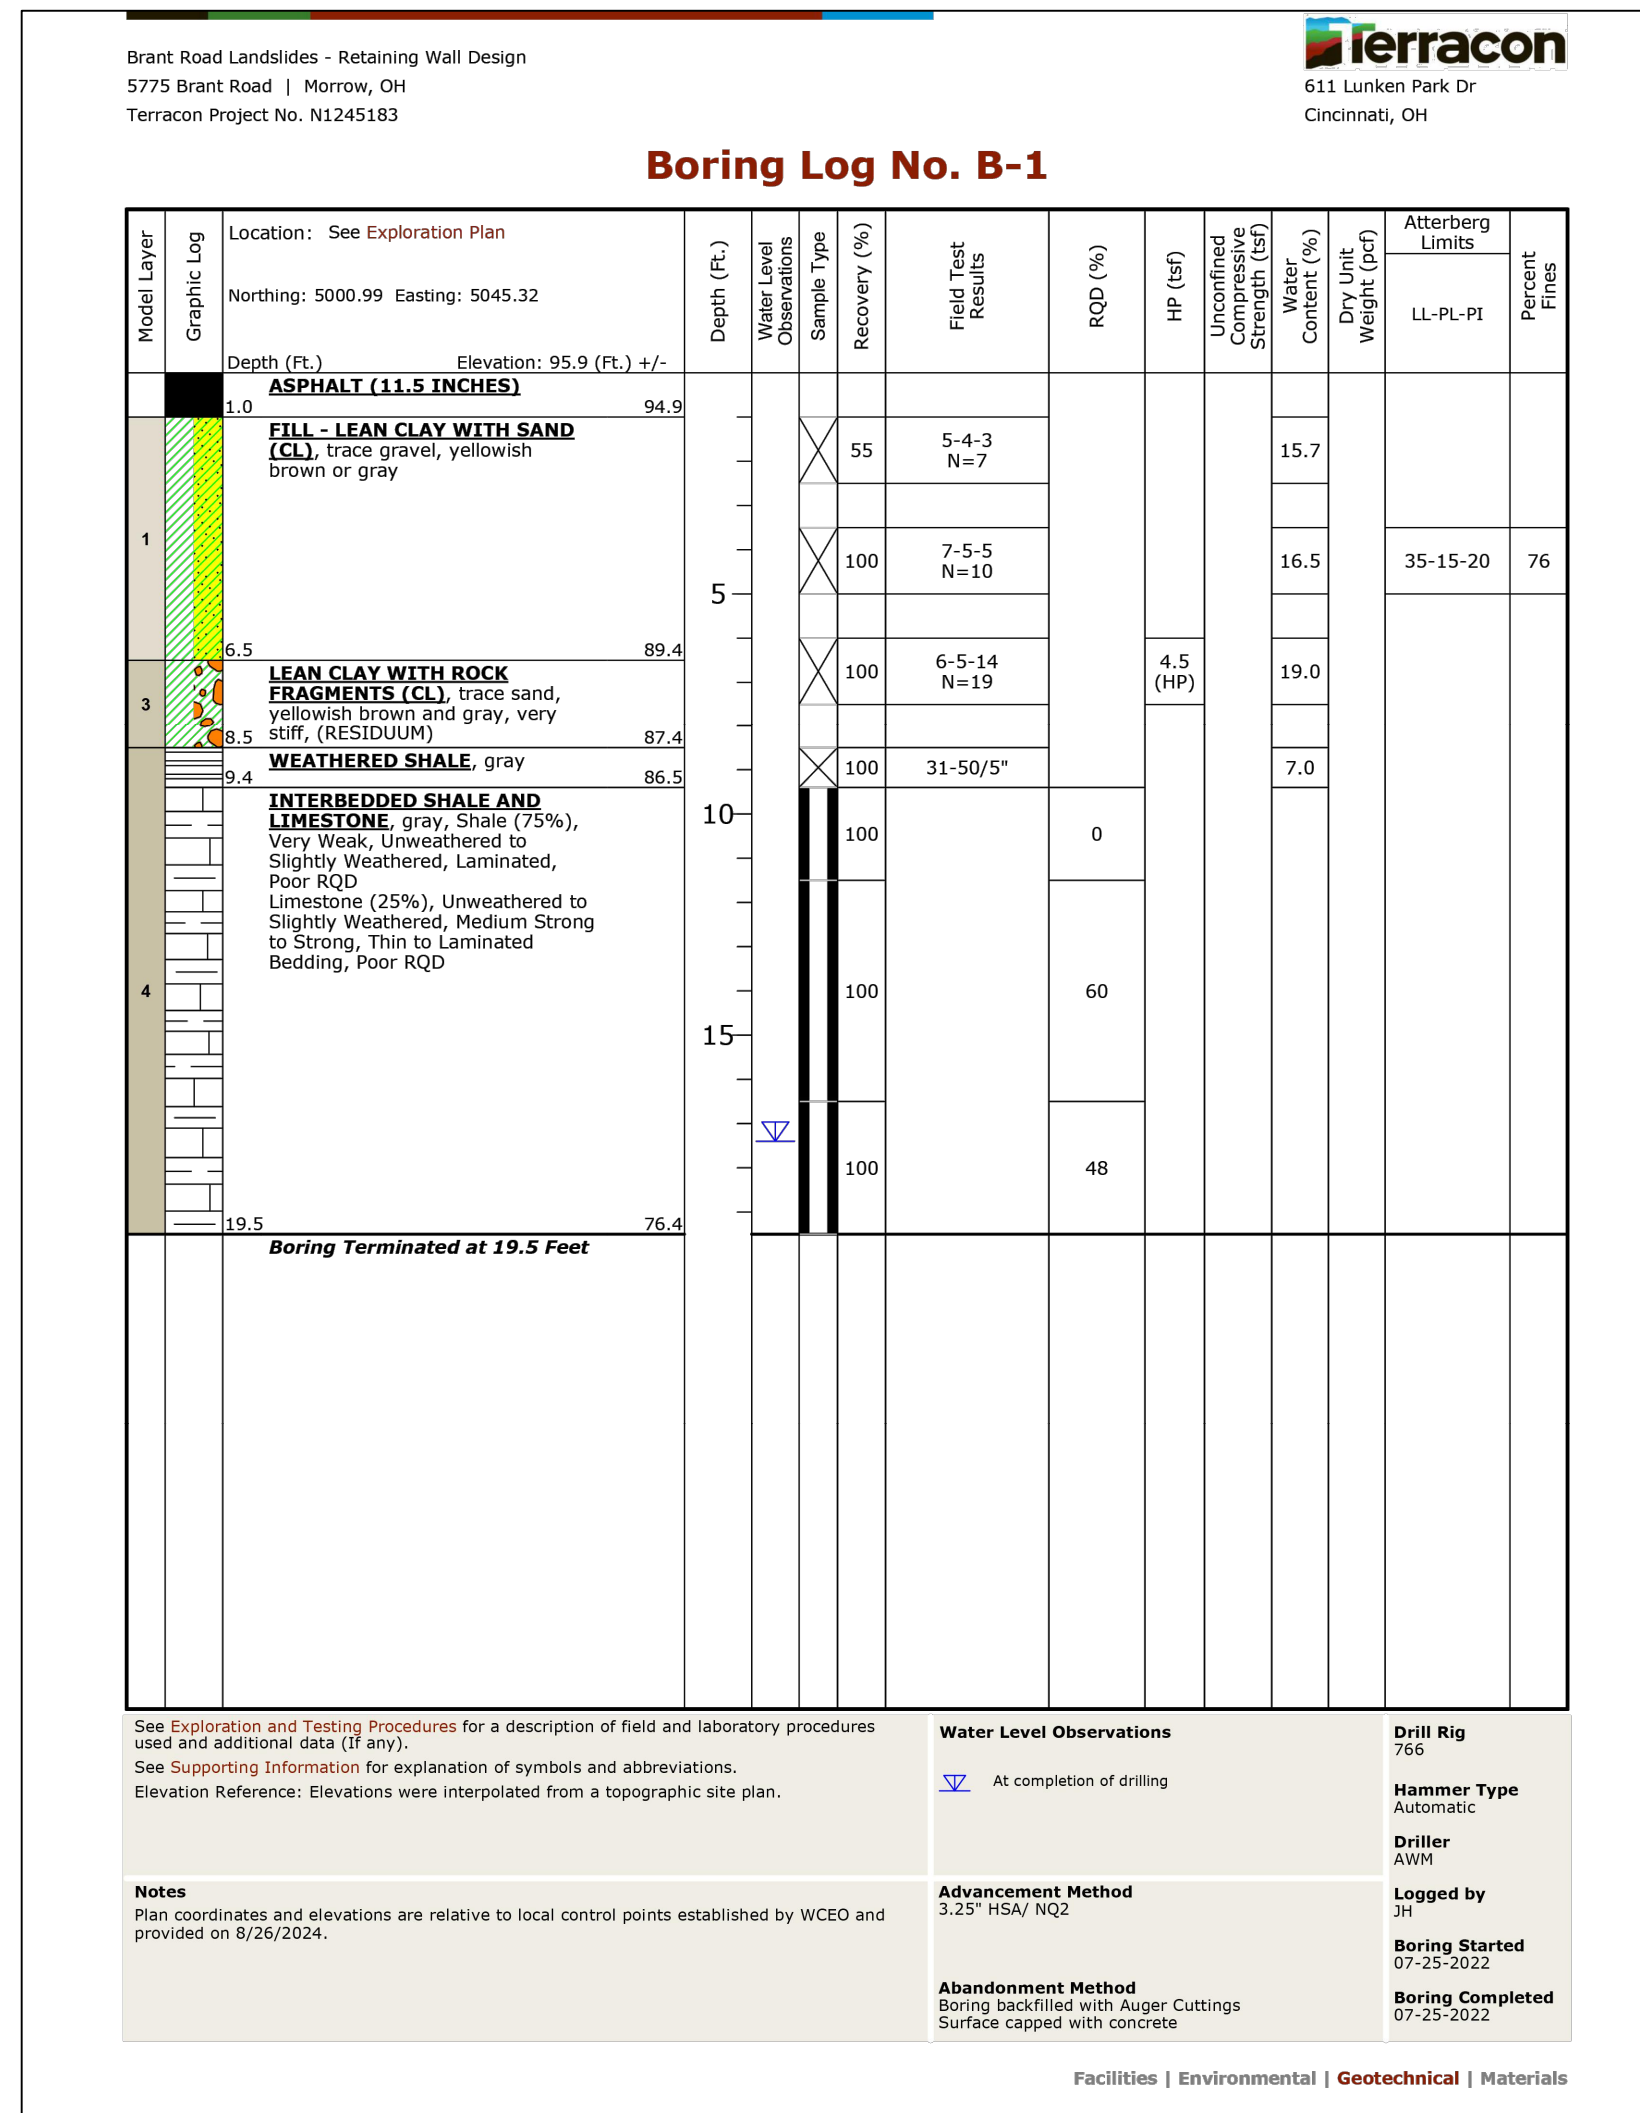 Terracon
Brant Road Landslides - Retaining Wall Design
5775 Brant Road | Morrow, OH
Terracon Project No. N1245183
611 Lunken Park Dr
Cincinnati, OH
Boring Log No. B-1
Model Layer
Graphic Log
Location: See Exploration Plan
Northing: 5000.99 Easting: 5045.32
Depth (Ft.)
Elevation: 95.9 (Ft.) +/-
Depth (Ft.)
Water Level
Observations
Sample Type
Recovery (%)
Field Test
Results
RQD (%)
HP (tsf)
Unconfined
Compressive
Strength (tsf)
Water
Content (%)
Dry Unit
Weight (pcf)
Atterberg
Limits
LL-PL-PI
Percent
Fines
ASPHALT (11.5 INCHES)
1.0
94.9
1
FILL - LEAN CLAY WITH SAND
(CL), trace gravel, yellowish
brown or gray
55
5-4-3
N=7
15.7
100
7-5-5
N=10
16.5
35-15-20
76
5
6.5
89.4
3
LEAN CLAY WITH ROCK
FRAGMENTS (CL), trace sand,
yellowish brown and gray, very
stiff, (RESIDUUM)
100
6-5-14
N=19
4.5
(HP)
19.0
8.5
87.4
4
WEATHERED SHALE, gray
100
31-50/5"
7.0
9.4
86.5
INTERBEDDED SHALE AND
LIMESTONE, gray, Shale (75%),
Very Weak, Unweathered to
Slightly Weathered, Laminated,
Poor RQD
Limestone (25%), Unweathered to
Slightly Weathered, Medium Strong
to Strong, Thin to Laminated
Bedding, Poor RQD
10
100
0
100
60
15
100
48
19.5
76.4
Boring Terminated at 19.5 Feet
See Exploration and Testing Procedures for a description of field and laboratory procedures
used and additional data (If any).
See Supporting Information for explanation of symbols and abbreviations.
Elevation Reference: Elevations were interpolated from a topographic site plan.
Water Level Observations
At completion of drilling
Drill Rig
766
Hammer Type
Automatic
Driller
AWM
Logged by
JH
Boring Started
07-25-2022
Boring Completed
07-25-2022
Notes
Plan coordinates and elevations are relative to local control points established by WCEO and
provided on 8/26/2024.
Advancement Method
3.25" HSA/ NQ2
Abandonment Method
Boring backfilled with Auger Cuttings
Surface capped with concrete
Facilities | Environmental | Geotechnical | Materials